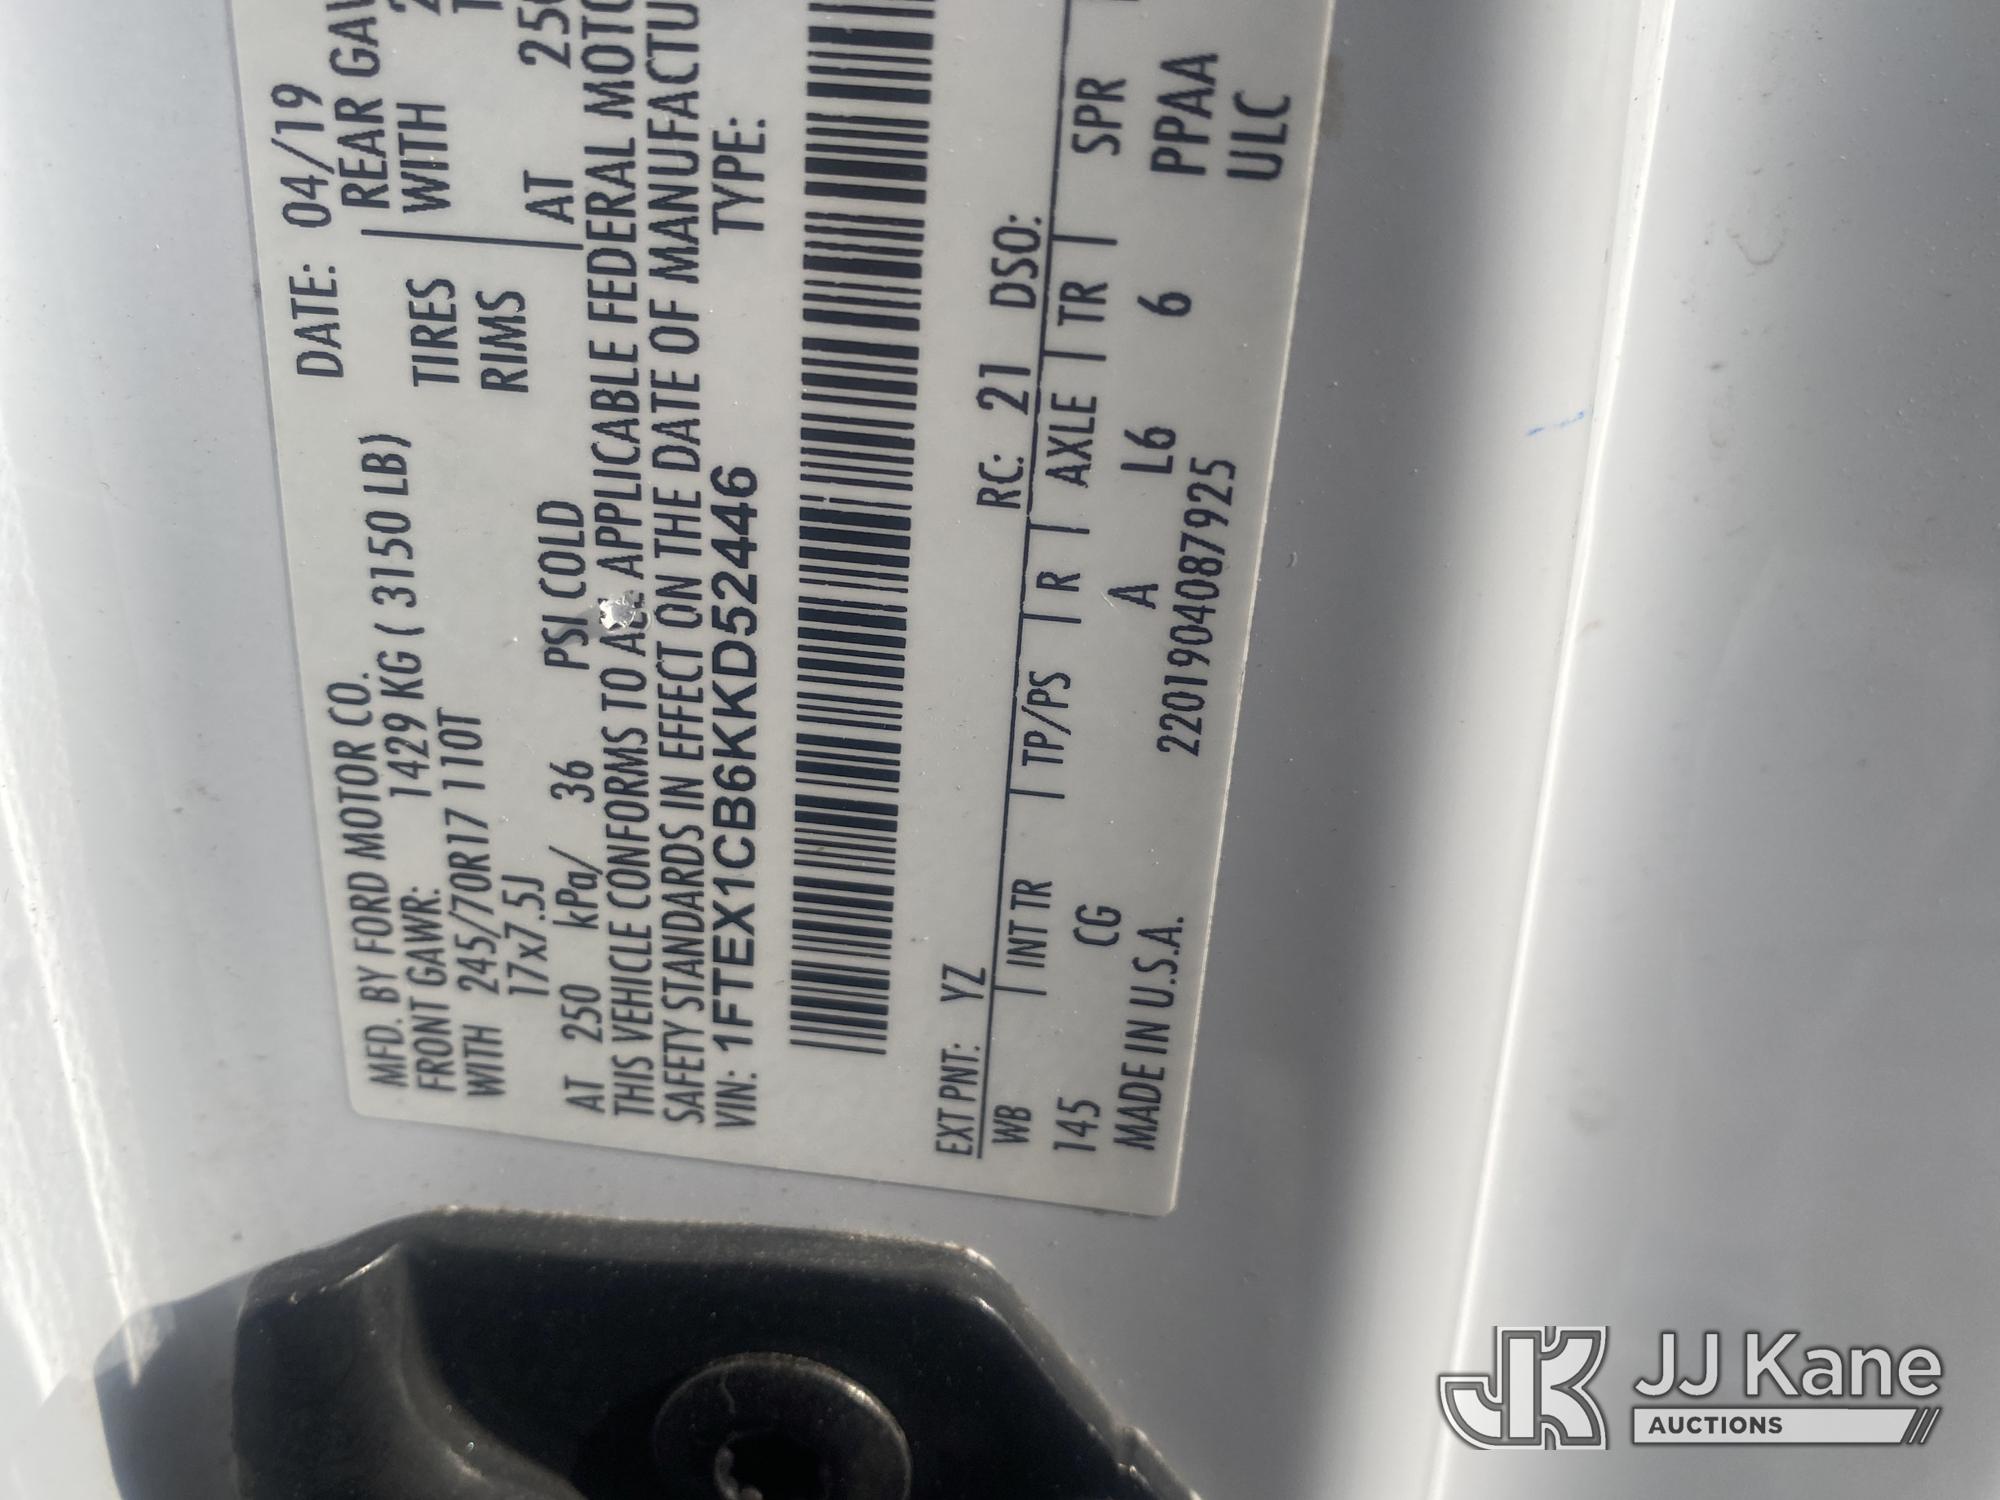 MFD. BY FORD MOTOR CO. DATE: 04/19
FRONT GAWR: 1429 KG ( 3150 LB) REAR
WITH 245/70R17 110T TIRES WITH
17x7.5J RIMS
AT 250 kPa/ 36 PSI COLD AT
THIS VEHICLE CONFORMS TO ALL APPLICABLE FEDERAL
SAFETY STANDARDS IN EFFECT ON THE DATE OF
VIN: 1FTEX1CB6KKD52446 TYPE:
EXT PNT: YZ RC: 21 DSO:
WB | INT TR | TP/PS | R | AXLE | TR | SPR
145 CG A L6 6 PPAA
MADE IN U.S.A. 2201904087925 ULC
JK JJ Kane
AUCTIONS